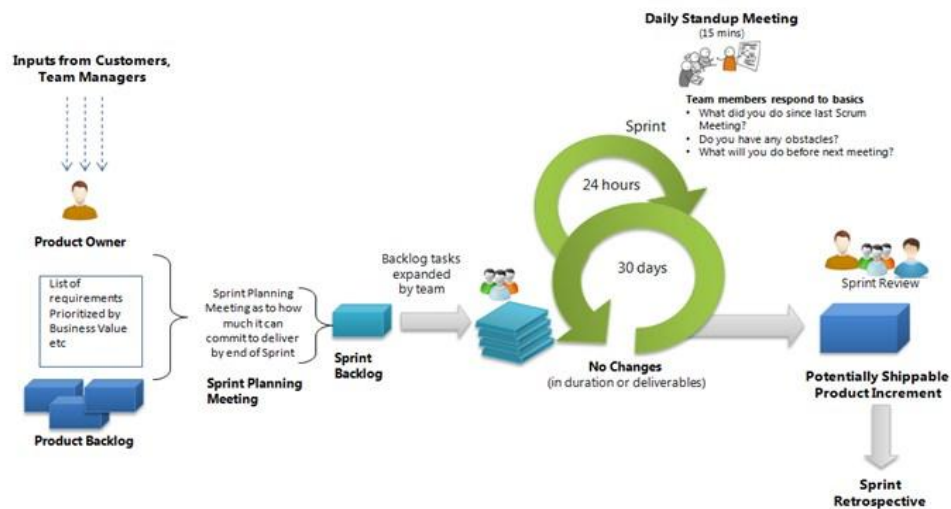 Inputs from Customers,
Team Managers
Product Owner
List of
requirements
Prioritized by
Business Value
etc
Product Backlog
Sprint Planning
Meeting as to how
much it can
commit to deliver
by end of Sprint
Sprint Planning
Meeting
Sprint
Backlog
Backlog tasks
expanded
by team
Daily Standup Meeting
(15 mins)
Team members respond to basics
• What did you do since last Scrum
Meeting?
• Do you have any obstacles?
• What will you do before next meeting?
Sprint
24 hours
30 days
No Changes
(in duration or deliverables)
Sprint Review
Potentially Shippable
Product Increment
Sprint
Retrospective